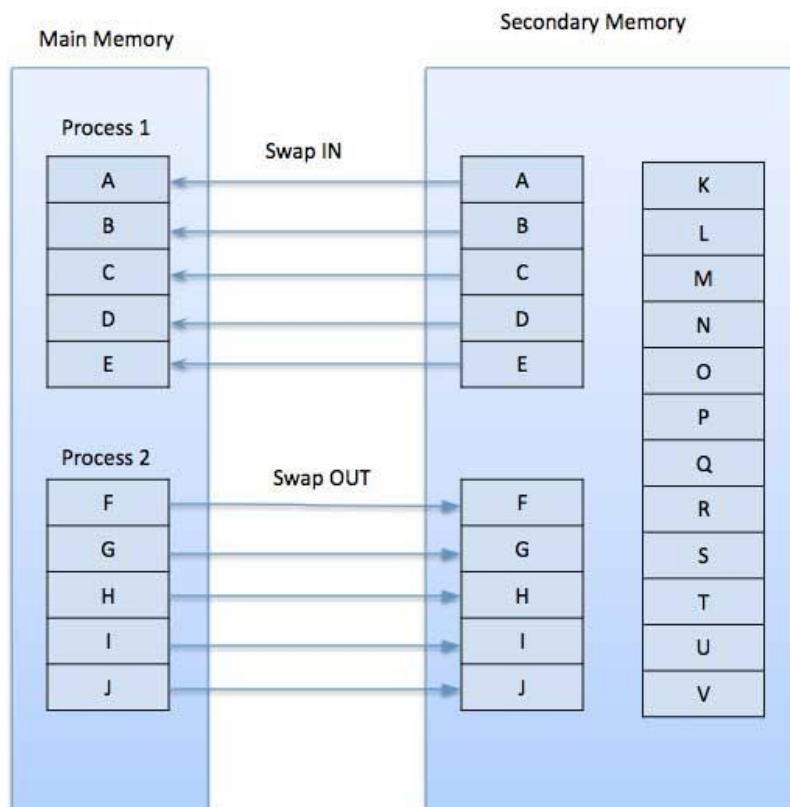 Main Memory
Secondary Memory
Process 1
Swap IN
A
B
C
D
E
Process 2
Swap OUT
F
G
H
I
J
A
B
C
D
E
F
G
H
I
J
K
L
M
N
O
P
Q
R
S
T
U
V